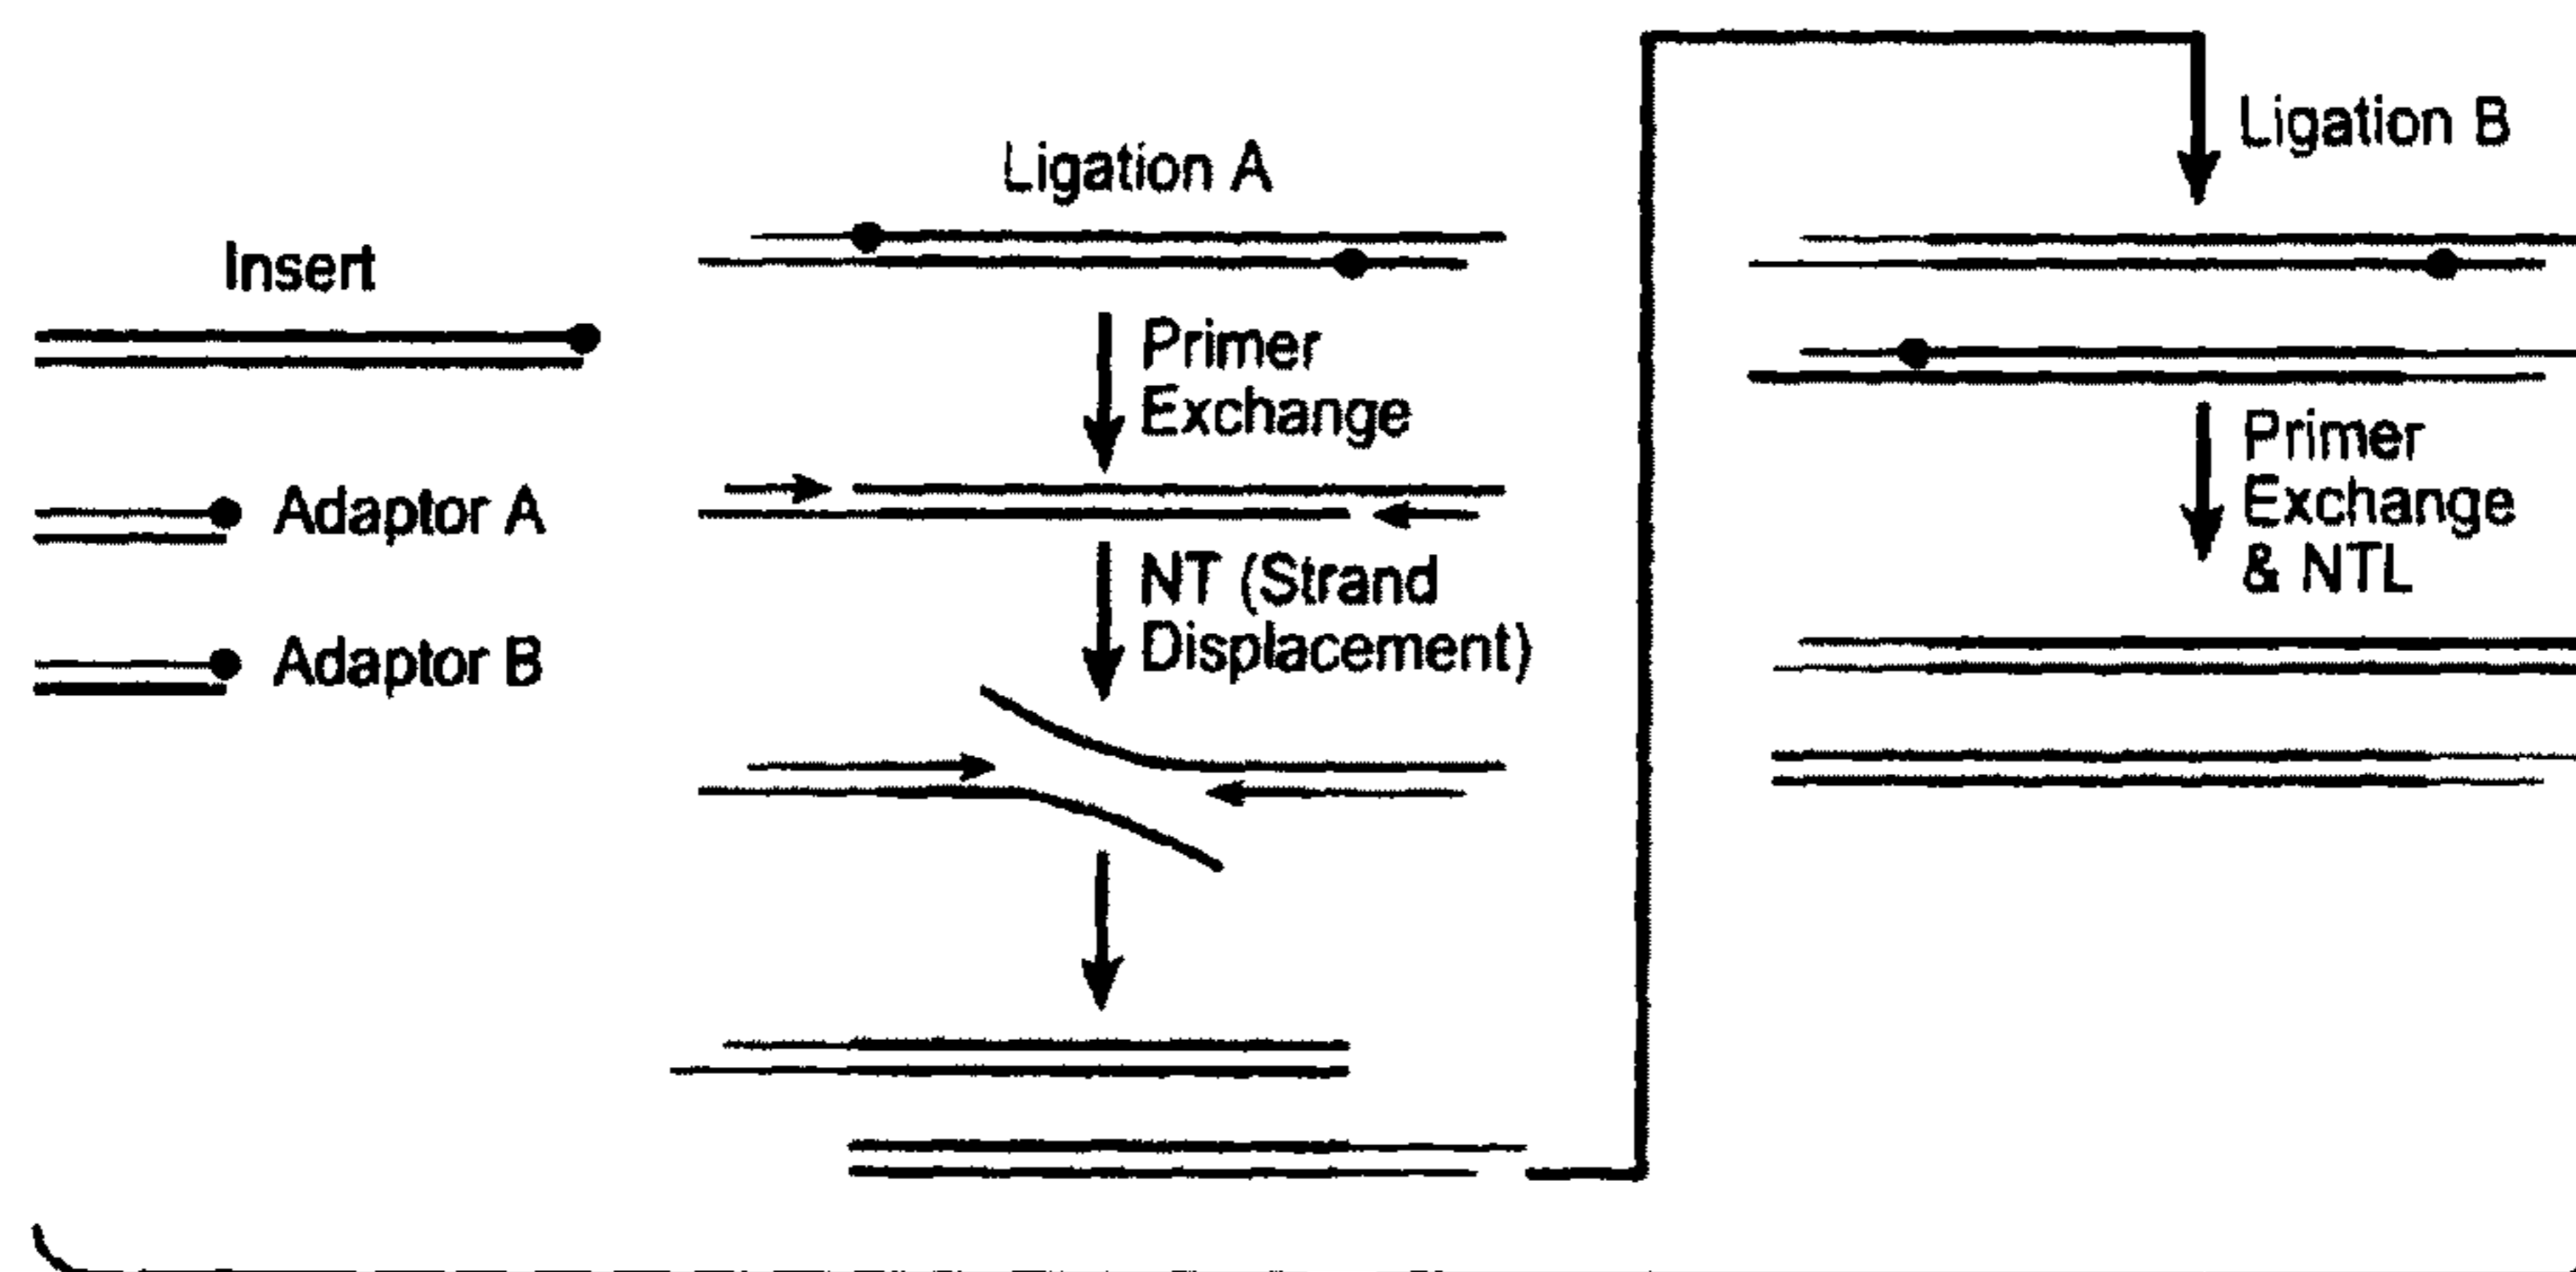 Insert
Adaptor A
Adaptor B
Ligation A
Primer
Exchange
NT (Strand
Displacement)
Ligation B
Primer
Exchange
& NTL